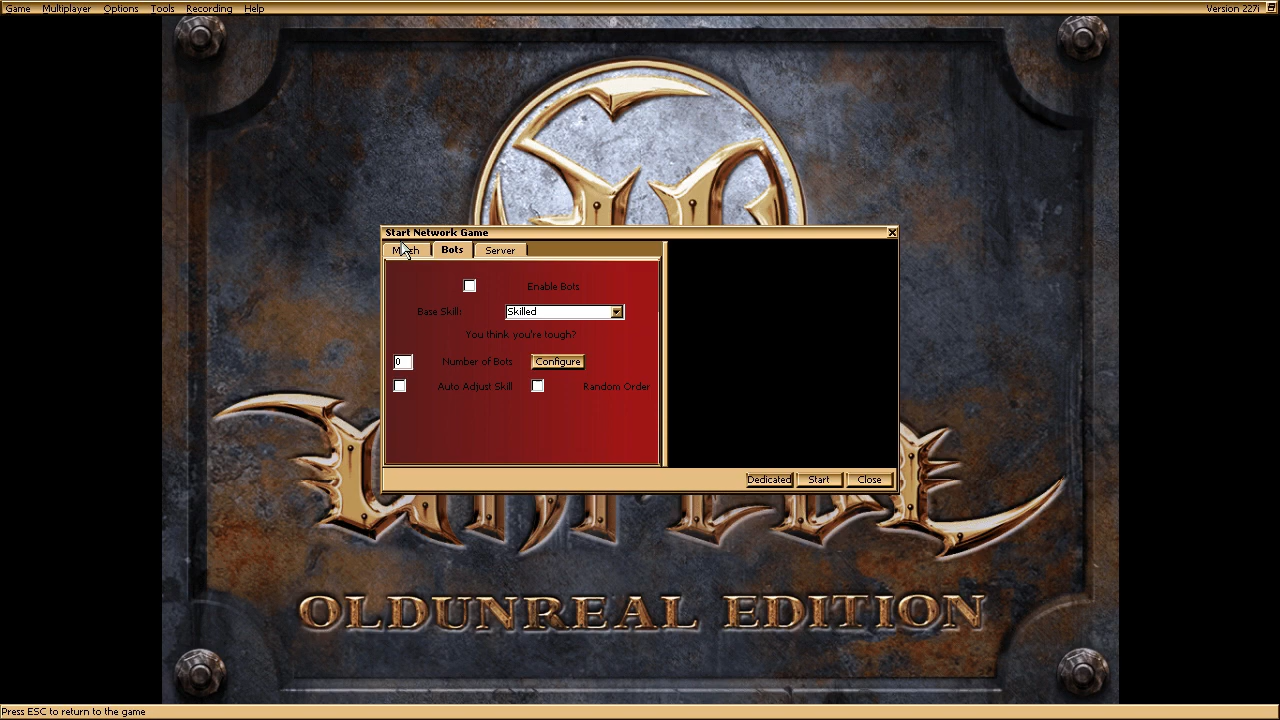 Game Multiplayer Options Tools Recording Help Version 227i
Start Network Game
Match Bots Server
Enable Bots
Base Skill: Skilled
You think you're tough?
0 Number of Bots Configure
Auto Adjust Skill Random Order
Dedicated Start Close
OLDUNREAL EDITION
Press ESC to return to the game